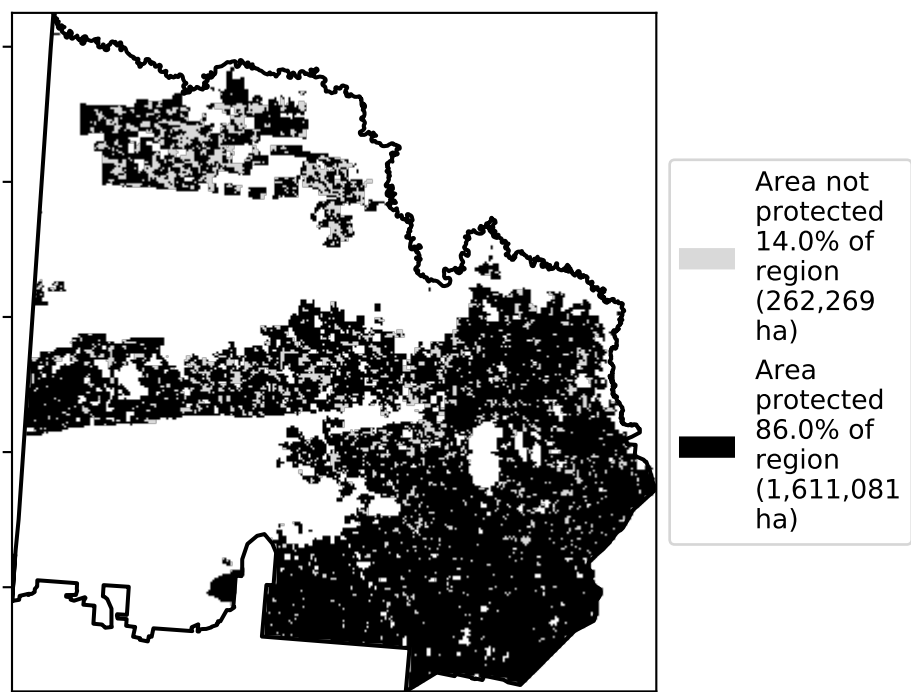 Area not
protected
14.0% of
region
(262,269
ha)
Area
protected
86.0% of
region
(1,611,081
ha)